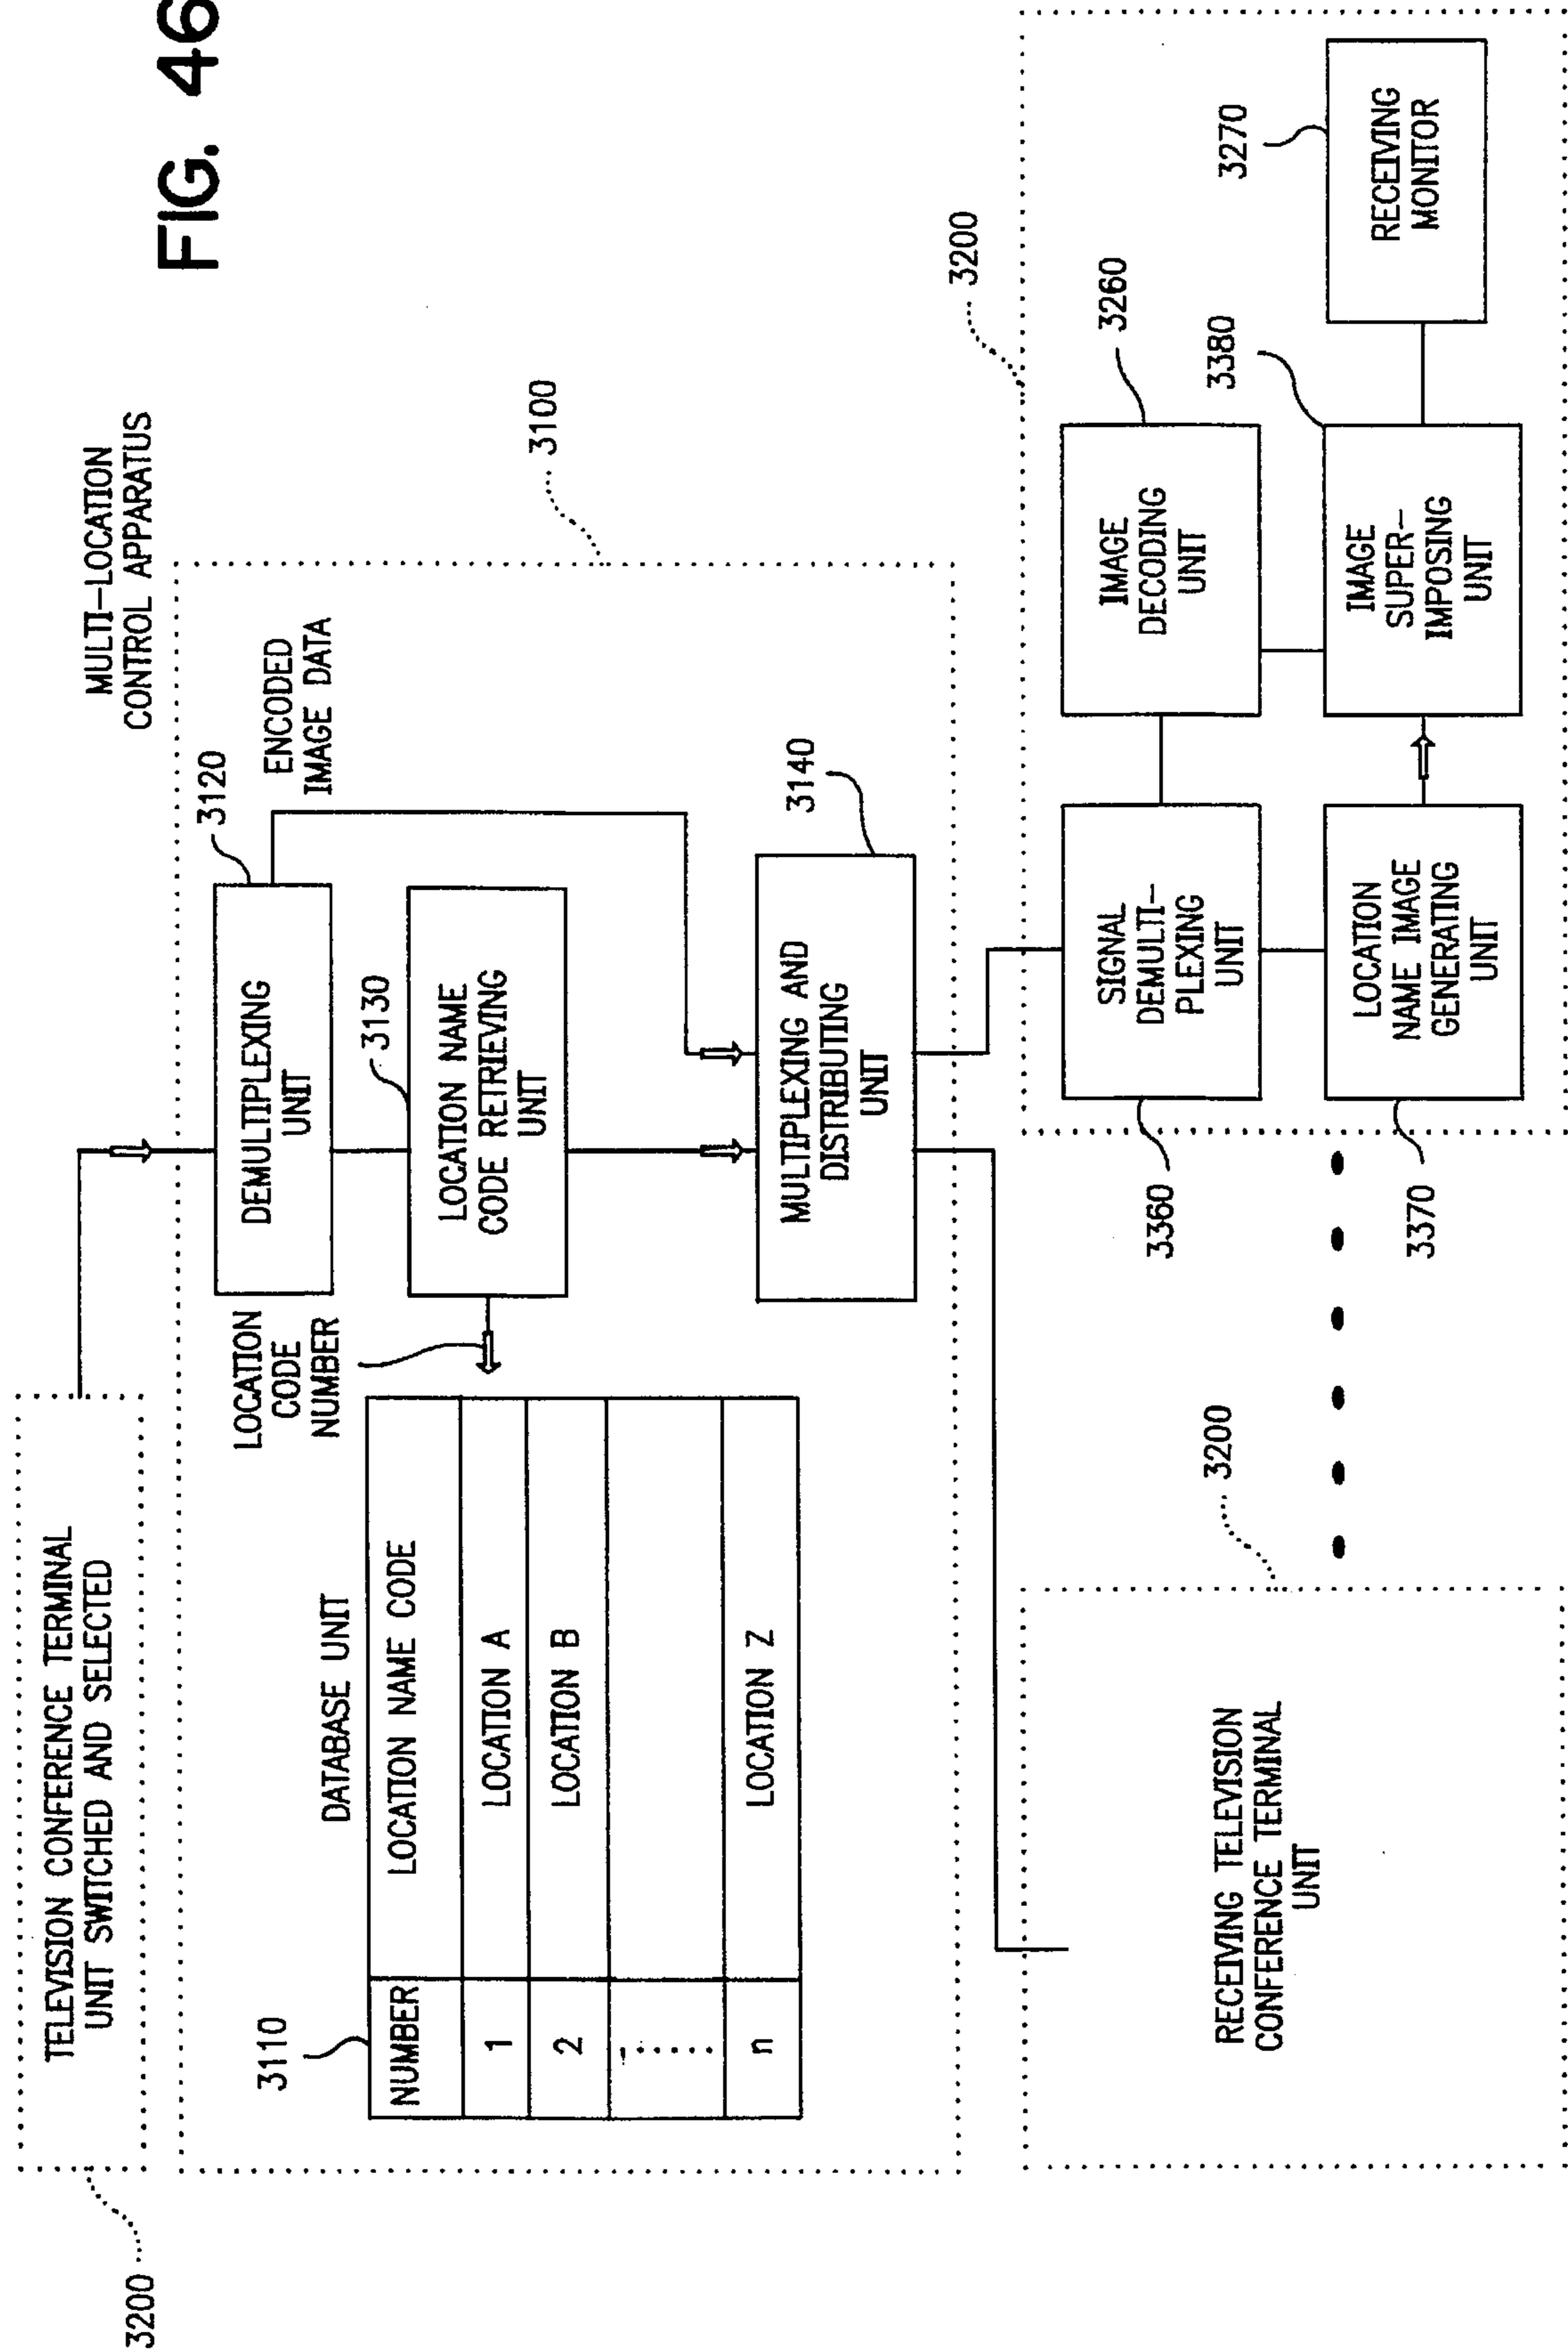 FIG. 46
3200
TELEVISION CONFERENCE TERMINAL
UNIT SWITCHED AND SELECTED
MULTI-LOCATION
CONTROL APPARATUS
3100
3120
DEMULTIPLEXING
UNIT
ENCODED
IMAGE DATA
LOCATION
CODE
NUMBER
3130
LOCATION NAME
CODE RETRIEVING
UNIT
DATABASE UNIT
3110
NUMBER
LOCATION NAME CODE
1
LOCATION A
2
LOCATION B
n
LOCATION Z
3140
MULTIPLEXING AND
DISTRIBUTING
UNIT
3200
RECEIVING TELEVISION
CONFERENCE TERMINAL
UNIT
3200
3360
SIGNAL
DEMULTI-
PLEXING
UNIT
3260
IMAGE
DECODING
UNIT
3370
LOCATION
NAME IMAGE
GENERATING
UNIT
3380
IMAGE
SUPER-
IMPOSING
UNIT
3270
RECEIVING
MONITOR